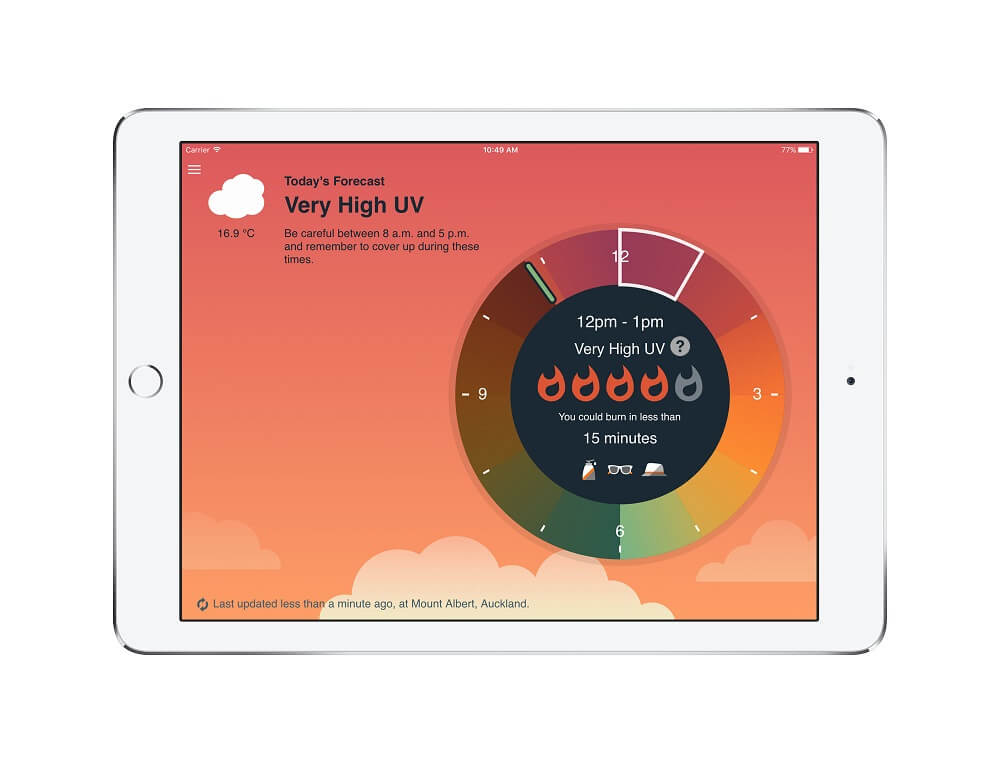 Carrier
10:49 AM
77%
Today's Forecast
Very High UV
16.9 °C
Be careful between 8 a.m. and 5 p.m.
and remember to cover up during these
times.
12
12pm - 1pm
Very High UV ?
9
3
You could burn in less than
15 minutes
6
Last updated less than a minute ago, at Mount Albert, Auckland.